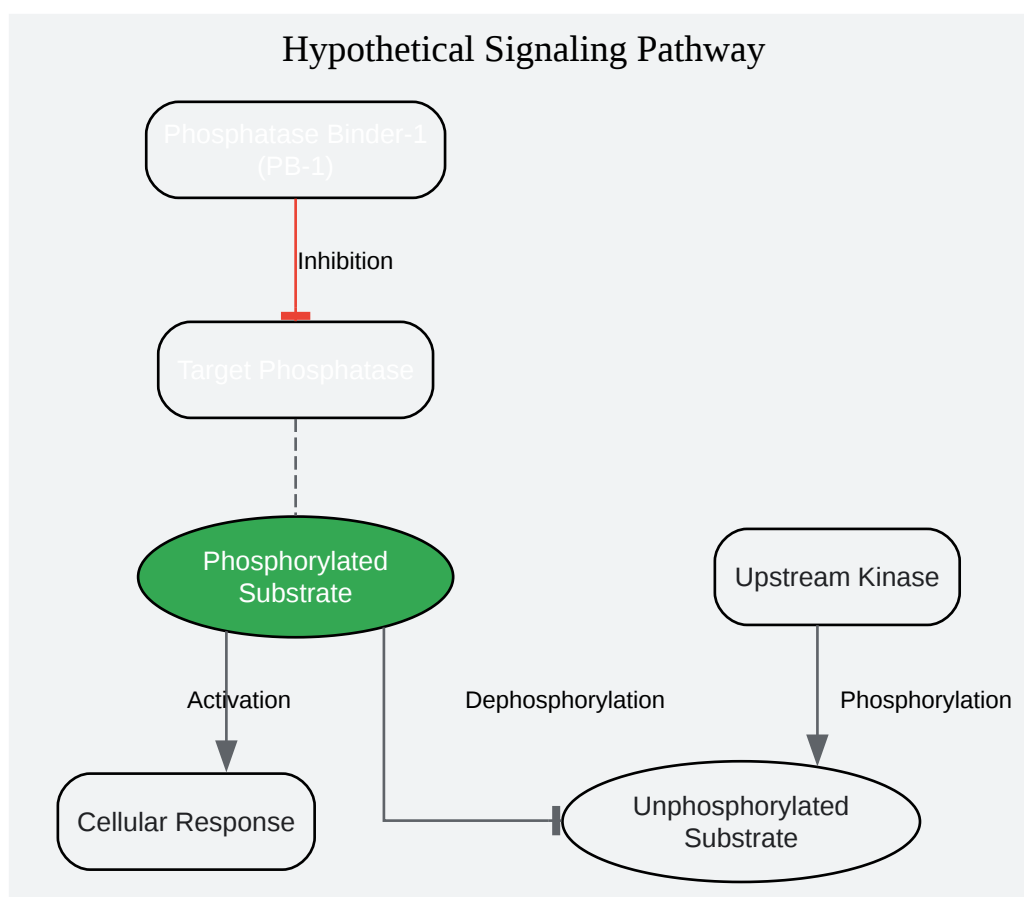 Hypothetical Signaling Pathway
Phosphatase Binder-1
(PB-1)
Inhibition
Target Phosphatase
Phosphorylated
Substrate
Upstream Kinase
Activation
Dephosphorylation
Phosphorylation
Cellular Response
Unphosphorylated
Substrate